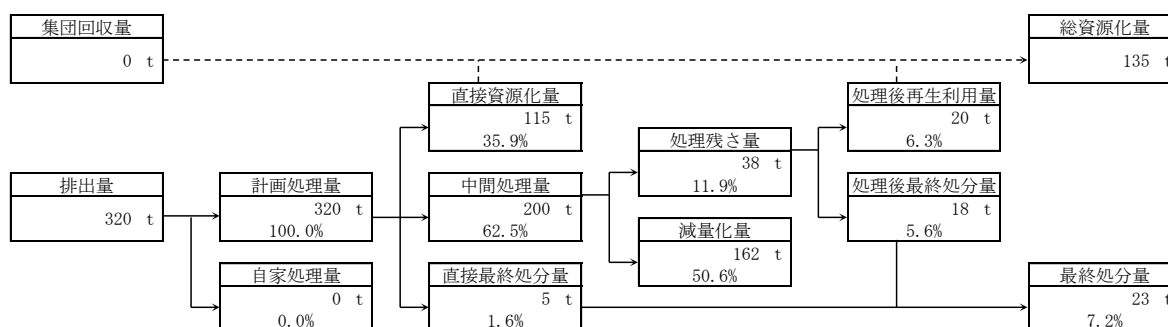 集団回収量
0 t
総資源化量
135 t
直接資源化量
115 t
35.9%
処理後再生利用量
20 t
6.3%
処理残さ量
38 t
11.9%
排出量
320 t
計画処理量
320 t
100.0%
中間処理量
200 t
62.5%
処理後最終処分量
18 t
5.6%
減量化量
162 t
50.6%
自家処理量
0 t
0.0%
直接最終処分量
5 t
1.6%
最終処分量
23 t
7.2%